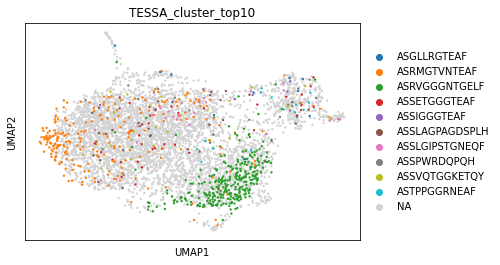 TESSA_cluster_top10
UMAP2
UMAP1
ASGLLRGTEAF
ASRMGTVNTEAF
ASRVGGGNTGELF
ASSETGGGTEAF
ASSIGGGTEAF
ASSLAGPAGDSPLH
ASSLGIPSTGNEQF
ASSPWRDQPQH
ASSVQTGGKETQY
ASTPPGGRNEAF
NA